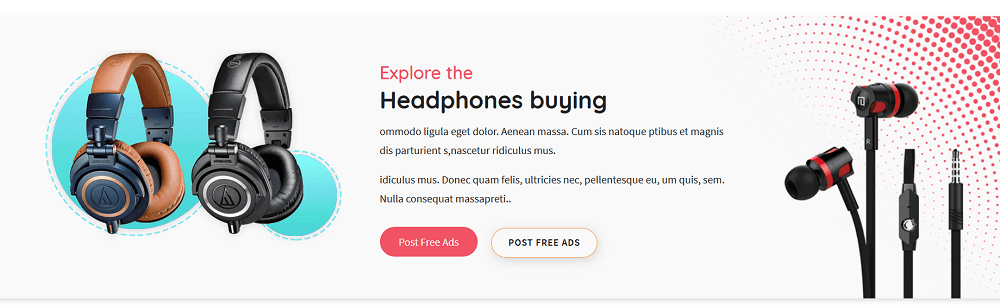 Explore the
Headphones buying
ommodo ligula eget dolor. Aenean massa. Cum sis natoque ptibus et magnis
dis parturient s,nascetur ridiculus mus.
idiculus mus. Donec quam felis, ultricies nec, pellentesque eu, um quis, sem.
Nulla consequat massapreti..
Post Free Ads
POST FREE ADS
R